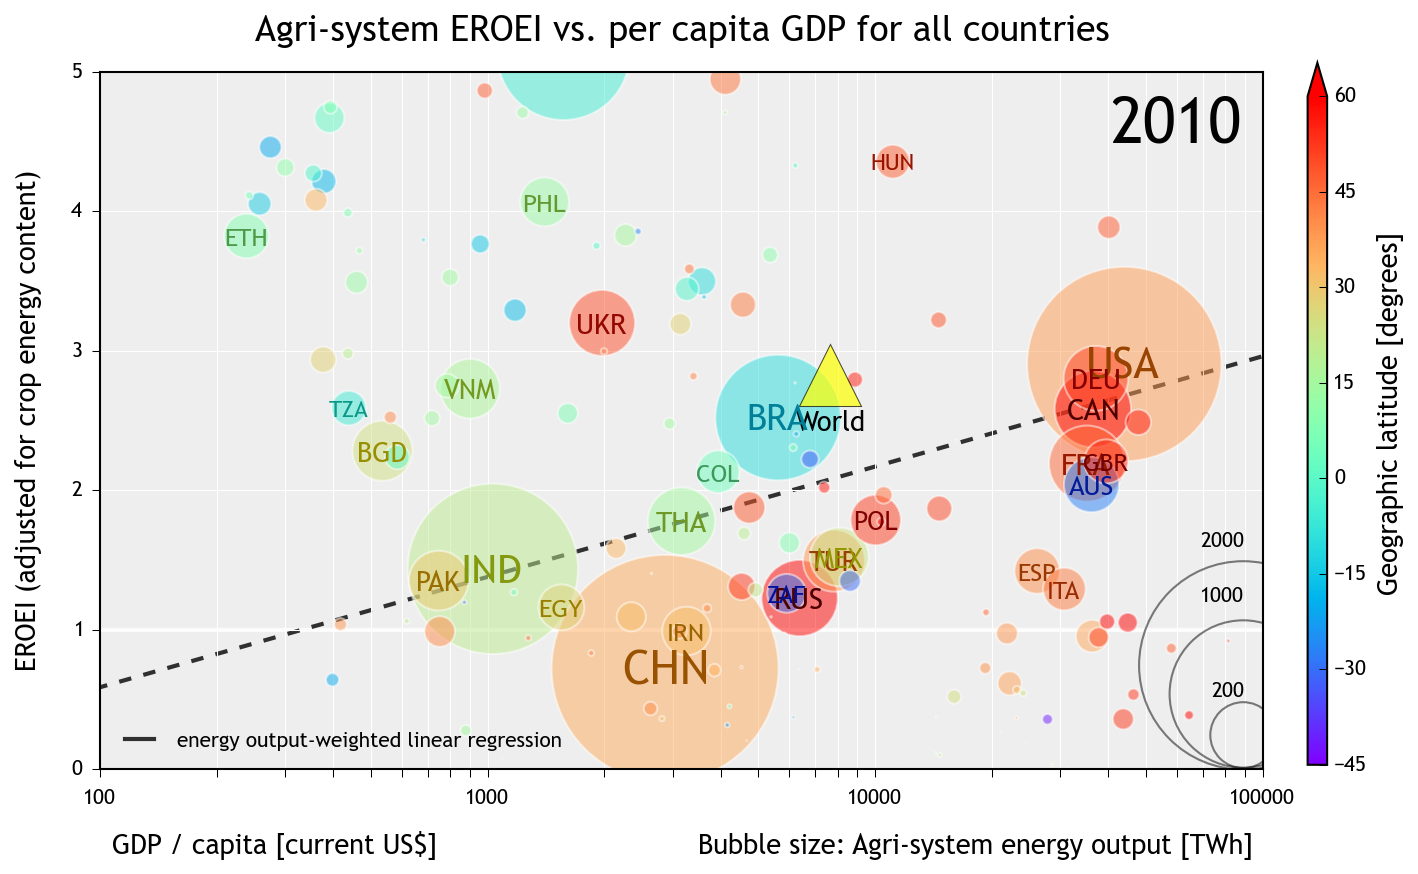 Agri-system EROEI vs. per capita GDP for all countries
2010
EROEI (adjusted for crop energy content)
5
4
3
2
1
0
HUN
PHL
ETH
UKR
USA
DEU
VNM
TZA
BRA
World
CAN
BGD
COL
FRA
GBR
AUS
THA
POL
IND
PAK
TUR
MEX
ESP
ITA
ZAF
RUS
EGY
IRN
CHN
2000
1000
200
energy output-weighted linear regression
100
1000
10000
100000
GDP / capita [current US$]
Bubble size: Agri-system energy output [TWh]
60
45
30
15
0
−15
−30
−45
Geographic latitude [degrees]